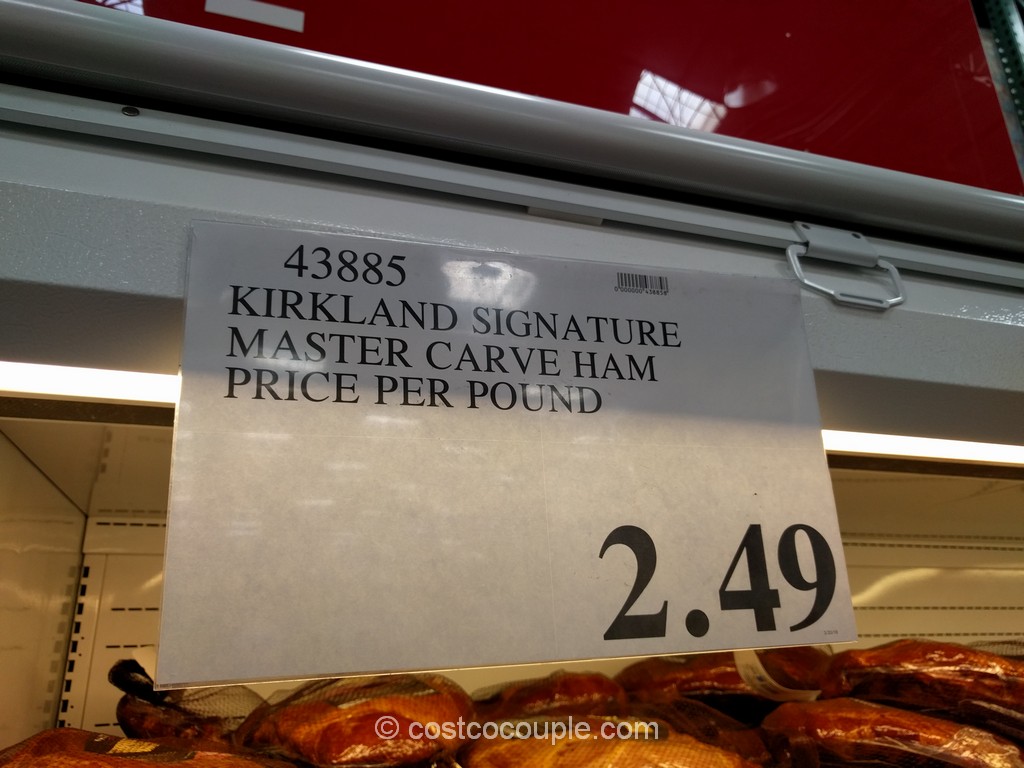 43885
KIRKLAND SIGNATURE
MASTER CARVE HAM
PRICE PER POUND
2.49
© costcocouple.com